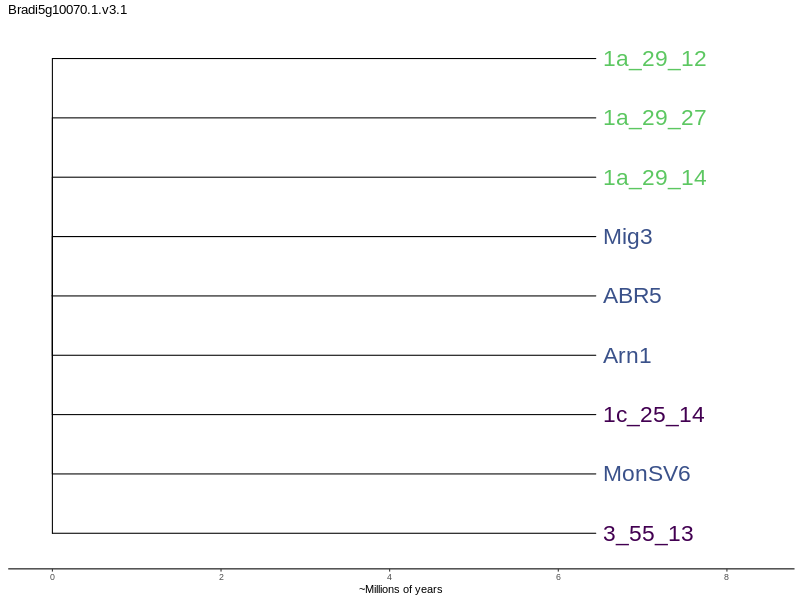 Bradi5g10070.1.v3.1
1a_29_12
1a_29_27
1a_29_14
Mig3
ABR5
Arn1
1c_25_14
MonSV6
3_55_13
0 2 4 6 8
~Millions of years